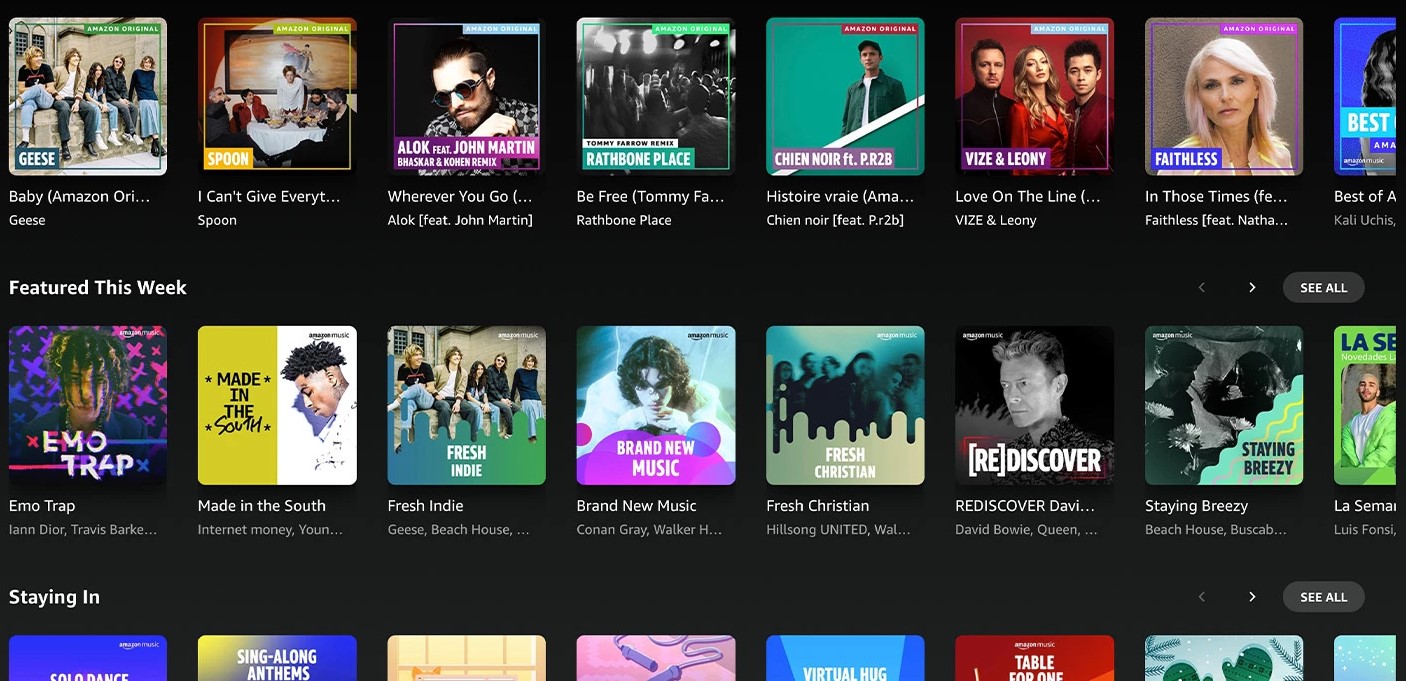 AMAZON ORIGINAL
GEESE
AMAZON ORIGINAL
SPOON
AMAZON ORIGINAL
ALOK FEAT. JOHN MARTIN
BHASKAR & KOHEN REMIX
AMAZON ORIGINAL
TOMMY FARROW REMIX
RATHBONE PLACE
AMAZON ORIGINAL
CHIEN NOIR ft. P.R2B
AMAZON ORIGINAL
VIZE & LEONY
AMAZON ORIGINAL
FAITHLESS
BEST
AMA
amazon music
Baby (Amazon Ori...
Geese
I Can't Give Everyt...
Spoon
Wherever You Go (...
Alok [feat. John Martin]
Be Free (Tommy Fa...
Rathbone Place
Histoire vraie (Ama...
Chien noir [feat. P.r2b]
Love On The Line (...
VIZE & Leony
In Those Times (fe...
Faithless [feat. Natha...
Best of A
Kali Uchis,
Featured This Week
SEE ALL
amazon music
EMO
TRAP
amazon music
* MADE *
IN
THE
* South *
amazon music
FRESH
INDIE
amazon music
BRAND NEW
MUSIC
amazon music
FRESH
CHRISTIAN
amazon music
[RE]DISCOVER
amazon music
STAYING
BREEZY
LA SE
Novedades La
Emo Trap
Iann Dior, Travis Barke...
Made in the South
Internet money, Youn...
Fresh Indie
Geese, Beach House, ...
Brand New Music
Conan Gray, Walker H...
Fresh Christian
Hillsong UNITED, Wal...
REDISCOVER Davi...
David Bowie, Queen, ...
Staying Breezy
Beach House, Buscab...
La Semar
Luis Fonsi,
Staying In
SEE ALL
amazon music
SOLO DANCE
SING-ALONG
ANTHEMS
VIRTUAL HUG
amazon music
TABLE
FOR ONE